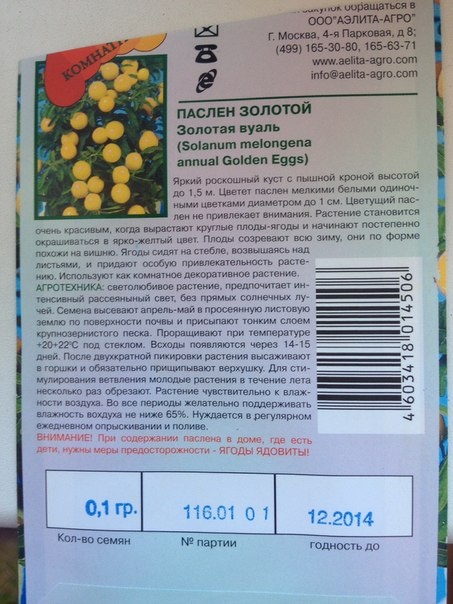 закупок обращаться в
ООО"АЭЛИТА-АГРО"
Г. Москва, 4-я Парковая, д 8;
(499) 165-30-80, 165-63-71
www.aelita-agro.com
info@aelita-agro.com
ПАСЛЕН ЗОЛОТОЙ
Золотая вуаль
(Solanum melongena
annual Golden Eggs)
Яркий роскошный куст с пышной кроной высотой
до 1,5 м. Цветет паслен мелкими белыми одиноч-
ными цветками диаметром до 1 см. Цветущий пас-
лен не привлекает внимания. Растение становится
очень красивым, когда вырастают круглые плоды-ягоды и начинают постепенно
окрашиваться в ярко-желтый цвет. Плоды созревают всю зиму, они по форме
похожи на вишню. Ягоды сидят на стебле, возвышаясь над
листьями, и придают особую привлекательность расте-
нию. Используют как комнатное декоративное растение.
АГРОТЕХНИКА: светолюбивое растение, предпочитает ин-
тенсивный рассеяный свет, без прямых солнечных лу-
чей. Семена высевают апрель-май в просеянную листовую
землю по поверхности почвы и присыпают тонким слоем
крупнозернистого песка. Проращивают при температуре
+20+22°С под стеклом. Всходы появляются через 14-15
дней. После двухкратной пикировки растения высаживают
в горшки и обязательно прищипывают верхушку. Для сти-
мулирования ветвления молодые растения в течение лета
несколько раз обрезают. Растение чувствительно к влаж-
ности воздуха. Во все периоды желательно поддерживать
влажность воздуха не ниже 65%. Нуждается в регулярном
ежедневном опрыскивании и поливе.
ВНИМАНИЕ! При содержании паслена в доме, где есть
дети, нужны меры предосторожности - ЯГОДЫ ЯДОВИТЫ!
4 603418 014506
0,1 гр.
116.01 0 1
12.2014
Кол-во семян
№ партии
годность до